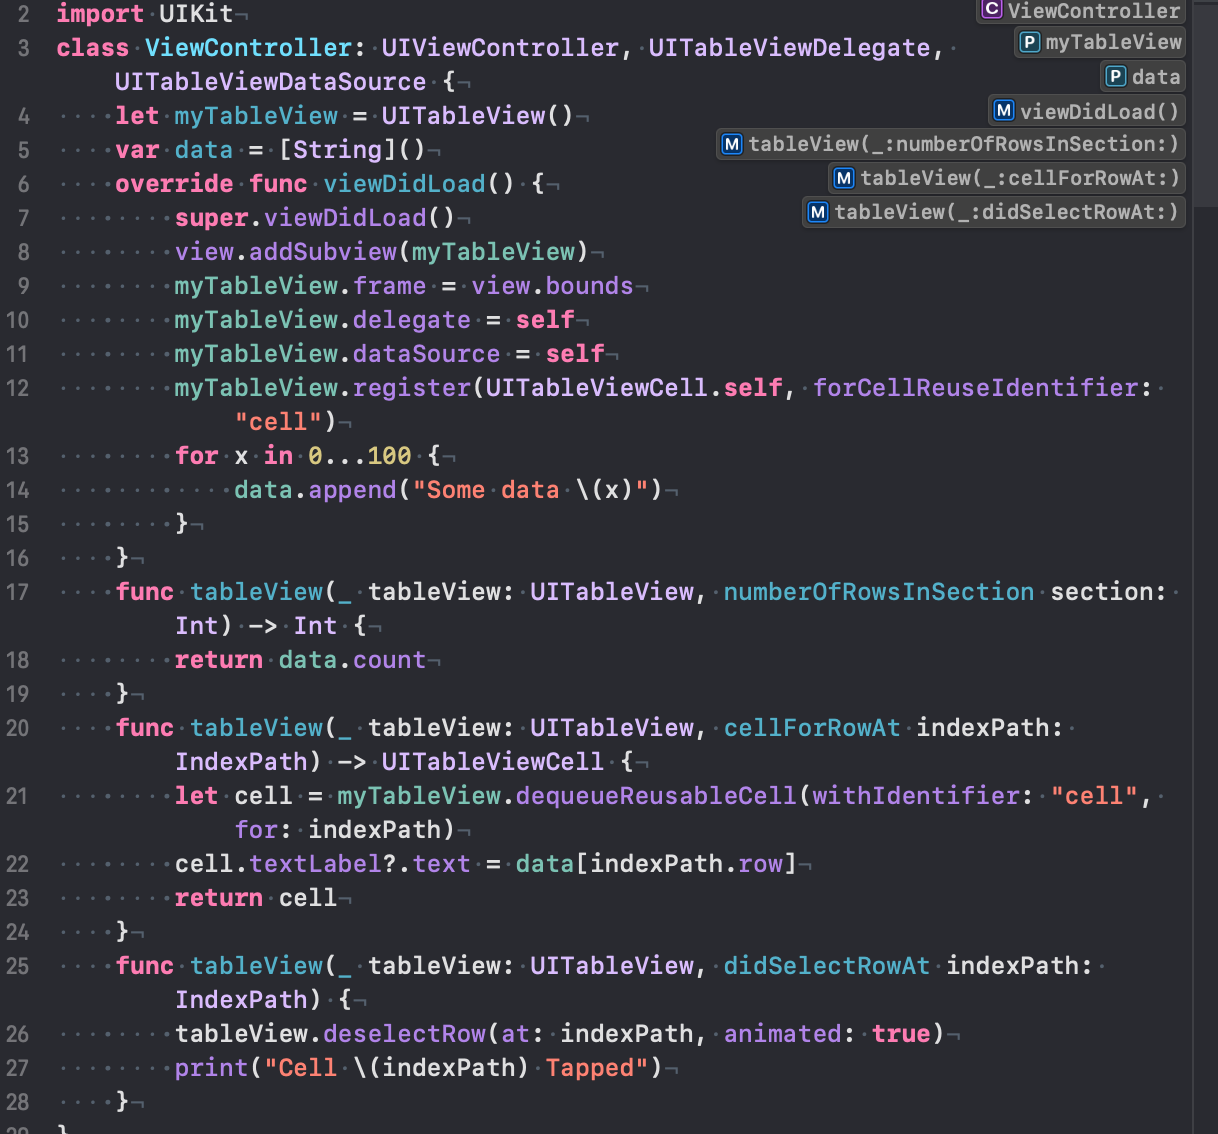 2 import UIKit
3 class ViewController: UIViewController, UITableViewDelegate,
UITableViewDataSource {
4 let myTableView = UITableView()
5 var data = [String]()
6 override func viewDidLoad() {
7 super.viewDidLoad()
8 view.addSubview(myTableView)
9 myTableView.frame = view.bounds
10 myTableView.delegate = self
11 myTableView.dataSource = self
12 myTableView.register(UITableViewCell.self, forCellReuseIdentifier:
"cell")
13 for x in 0...100 {
14 data.append("Some data \(x)")
15 }
16 }
17 func tableView(_ tableView: UITableView, numberOfRowsInSection section:
Int) -> Int {
18 return data.count
19 }
20 func tableView(_ tableView: UITableView, cellForRowAt indexPath:
IndexPath) -> UITableViewCell {
21 let cell = myTableView.dequeueReusableCell(withIdentifier: "cell",
for: indexPath)
22 cell.textLabel?.text = data[indexPath.row]
23 return cell
24 }
25 func tableView(_ tableView: UITableView, didSelectRowAt indexPath:
IndexPath) {
26 tableView.deselectRow(at: indexPath, animated: true)
27 print("Cell \(indexPath) Tapped")
28 }
29 }
C ViewController
P myTableView
P data
M viewDidLoad()
M tableView(_:numberOfRowsInSection:)
M tableView(_:cellForRowAt:)
M tableView(_:didSelectRowAt:)